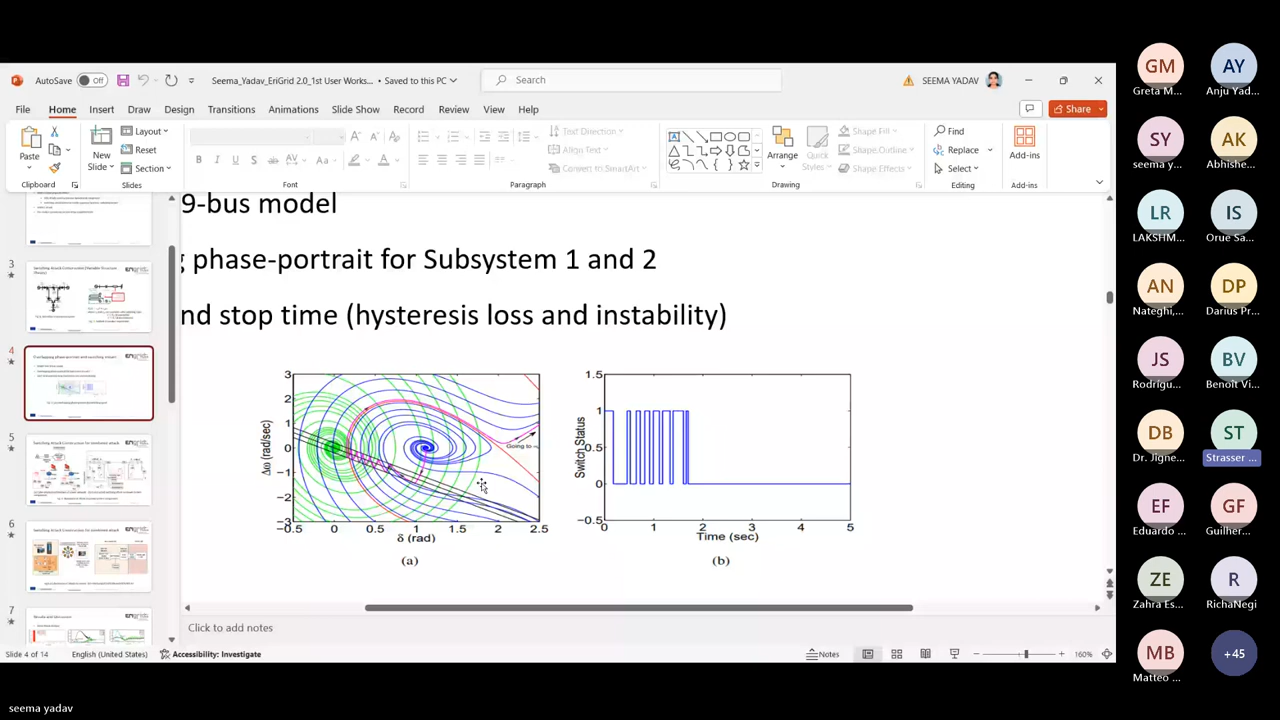 AutoSave Off Seema_Yadav_EriGrid 2.0_1st User Works... • Saved to this PC Search SEEMA YADAV
File Home Insert Draw Design Transitions Animations Slide Show Record Review View Help Share
Paste New Slide Layout Reset Section
Text Direction Align Text Convert to SmartArt
Arrange Quick Styles Shape Fill Shape Outline Shape Effects
Find Replace Select Add-ins
Clipboard Slides Font Paragraph Drawing Editing Add-ins
3
4
5
6
7
9-bus model
g phase-portrait for Subsystem 1 and 2
nd stop time (hysteresis loss and instability)
3
2
1
0
−1
−2
−3
−0.5 0 0.5 1 1.5 2 2.5
Δω (rad/sec)
δ (rad)
Going to
(a)
1.5
1
0.5
0
−0.5
0 1 2 3 4 5
Switch Status
Time (sec)
(b)
Click to add notes
Slide 4 of 14 English (United States) Accessibility: Investigate Notes 160%
GM
Greta M...
AY
Anju Yad...
SY
seema y...
AK
Abhishe...
LR
LAKSHM...
IS
Orue Sa...
AN
Nateghi,...
DP
Darius Pr...
JS
Rodrígu...
BV
Benoît Vi...
DB
Dr. Jigne...
ST
Strasser ...
EF
Eduardo ...
GF
Guilher...
ZE
Zahra Es...
R
RichaNegi
MB
Matteo ...
+45
seema yadav